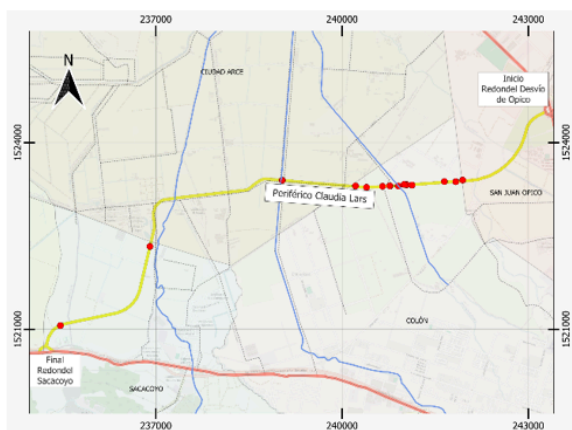 237000
240000
243000
N
CIUDAD ARCE
Inicio
Redondel Desvío
de Opico
1524000
1524000
SAN JUAN OPICO
Periférico Claudia Lars
COLÓN
1521000
1521000
Final
Redondel
Sacacoyo
SACACOYO
237000
240000
243000